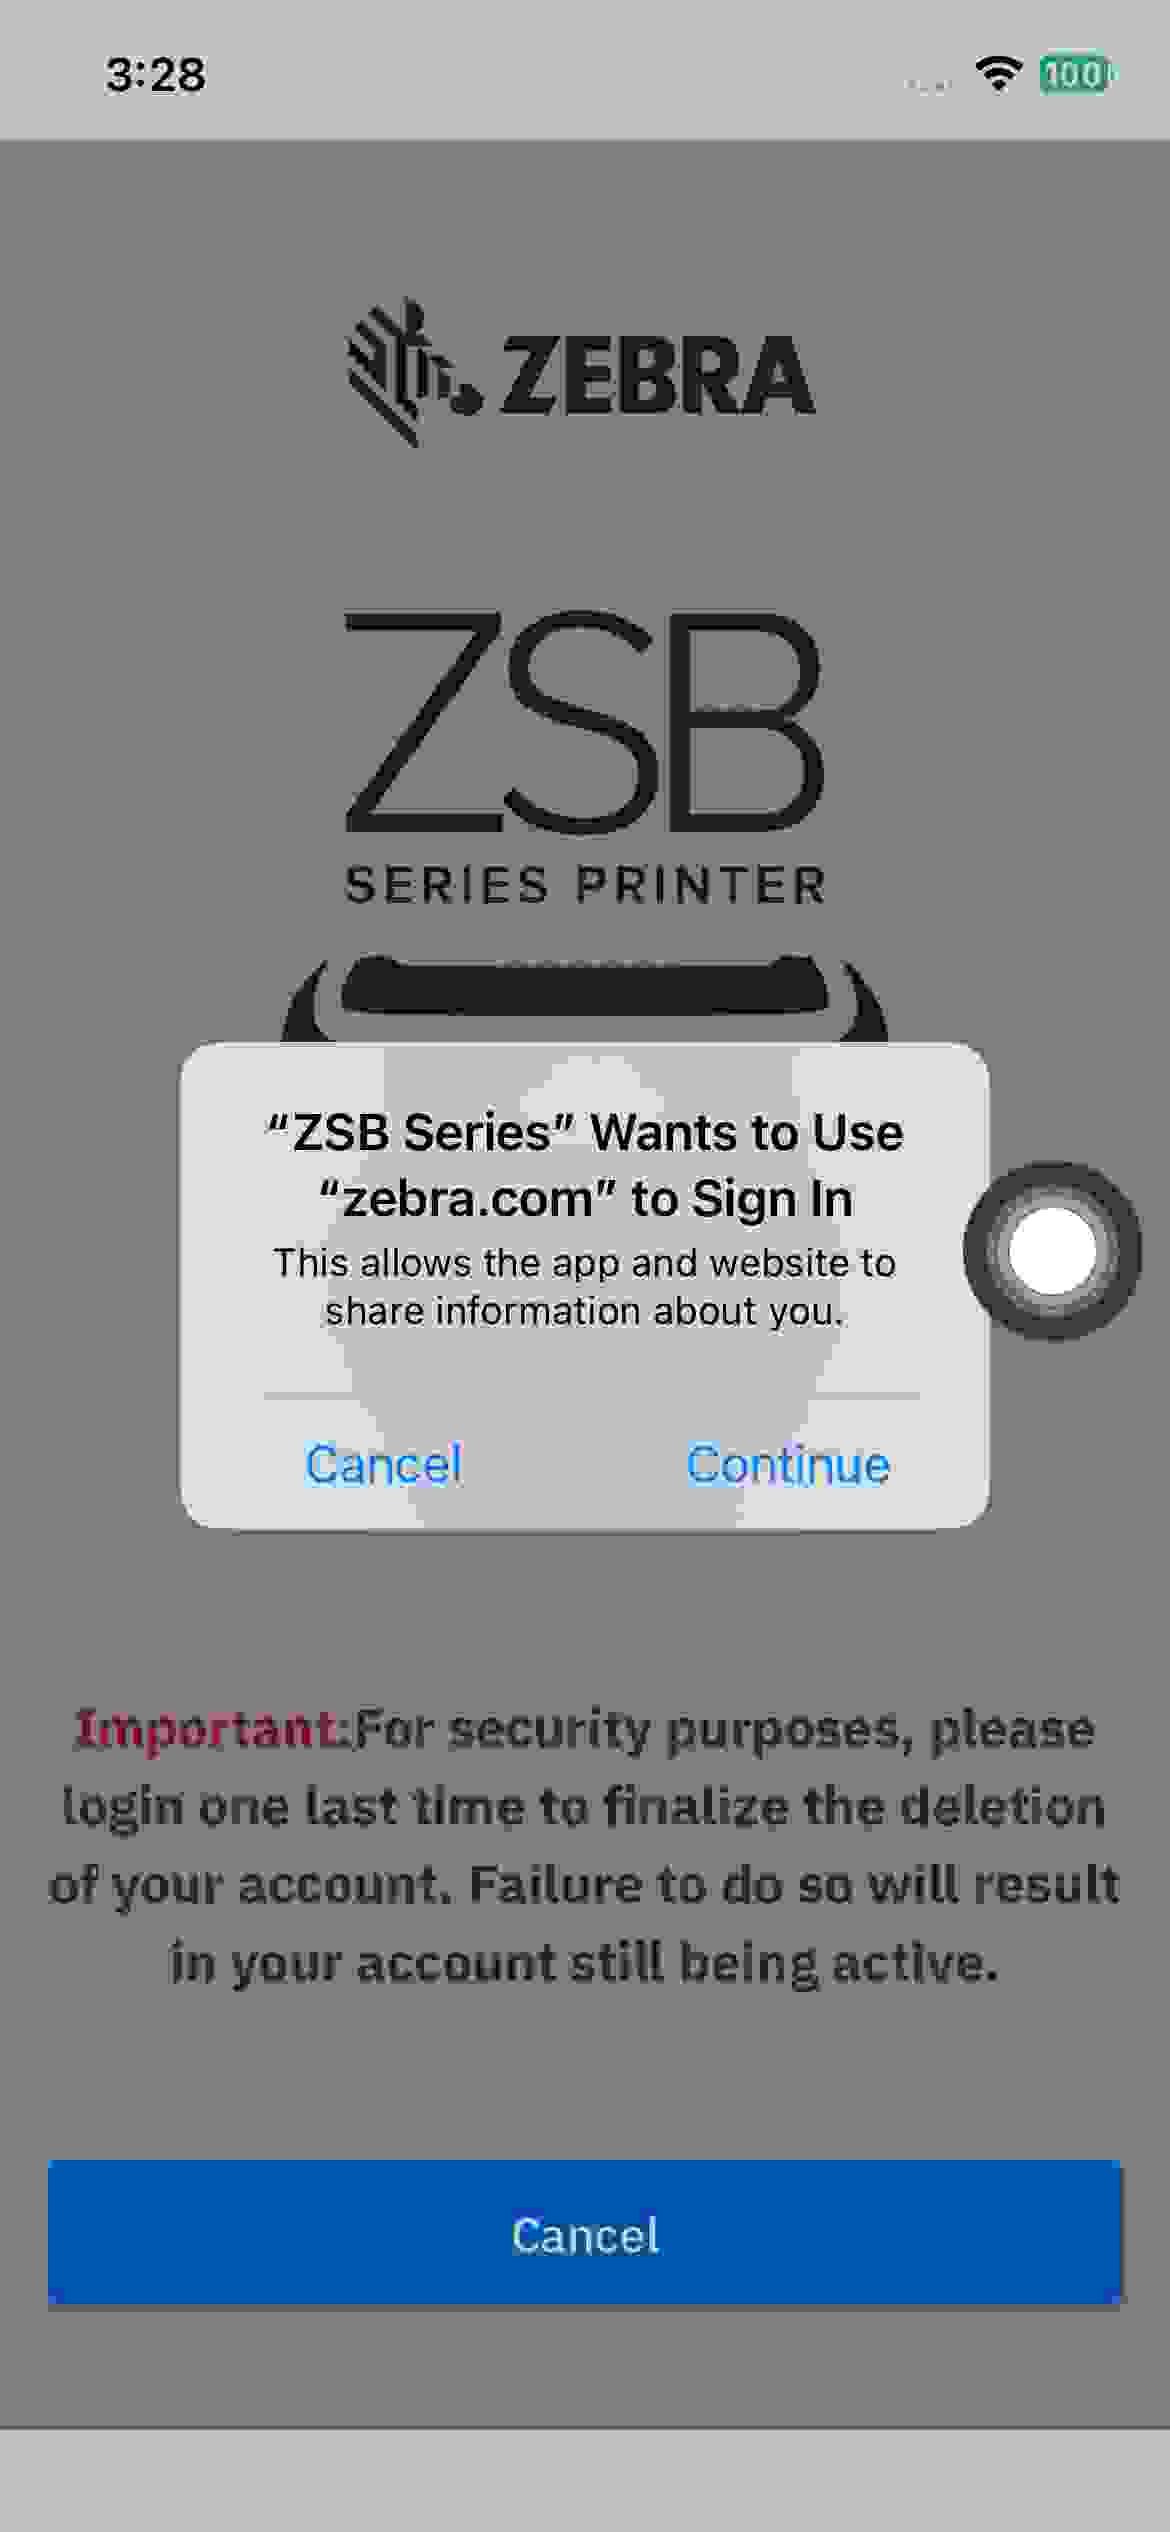 3:28
100
ZEBRA
ZSB
SERIES PRINTER
“ZSB Series” Wants to Use
“zebra.com” to Sign In
This allows the app and website to
share information about you.
Cancel
Continue
Important:For security purposes, please
login one last time to finalize the deletion
of your account. Failure to do so will result
in your account still being active.
Cancel